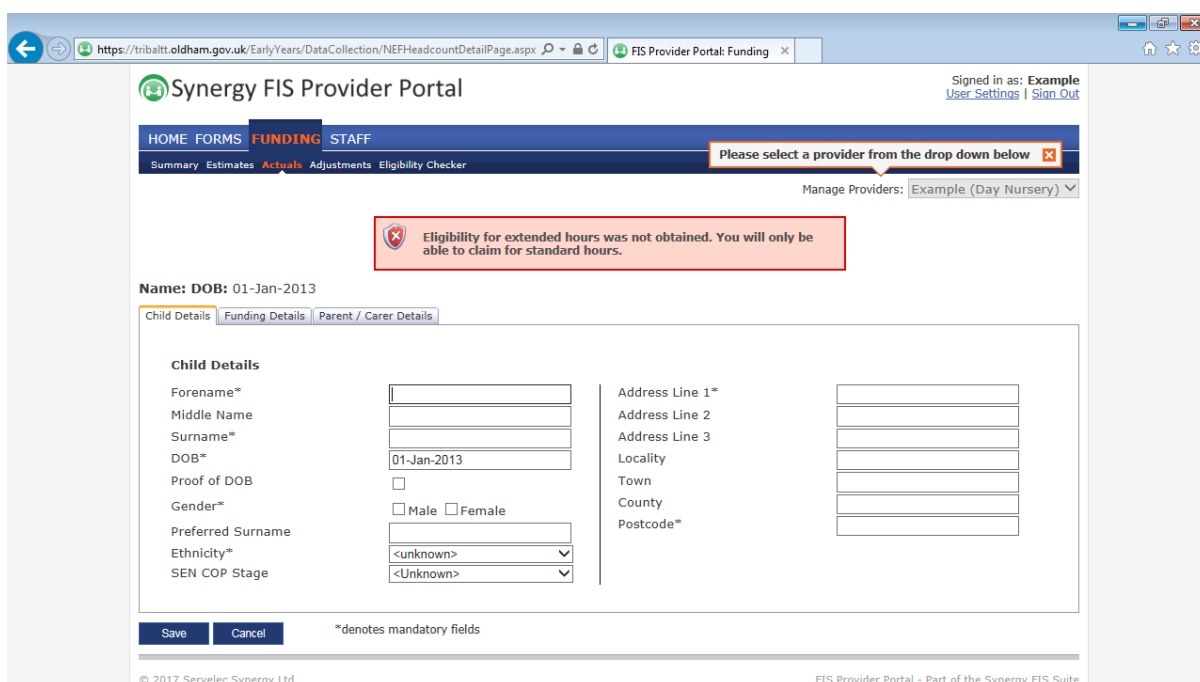 https://tribaltt.oldham.gov.uk/EarlyYears/DataCollection/NEFHeadcountDetailPage.aspx
FIS Provider Portal: Funding
Synergy FIS Provider Portal
Signed in as: Example
User Settings | Sign Out
HOME FORMS FUNDING STAFF
Summary Estimates Actuals Adjustments Eligibility Checker
Please select a provider from the drop down below
Manage Providers: Example (Day Nursery)
Eligibility for extended hours was not obtained. You will only be
able to claim for standard hours.
Name: DOB: 01-Jan-2013
Child Details Funding Details Parent / Carer Details
Child Details
Forename*
Middle Name
Surname*
DOB* 01-Jan-2013
Proof of DOB
Gender* Male Female
Preferred Surname
Ethnicity* <unknown>
SEN COP Stage <Unknown>
Address Line 1*
Address Line 2
Address Line 3
Locality
Town
County
Postcode*
Save Cancel *denotes mandatory fields
© 2017 Servelec Synergy Ltd
FIS Provider Portal - Part of the Synergy FIS Suite